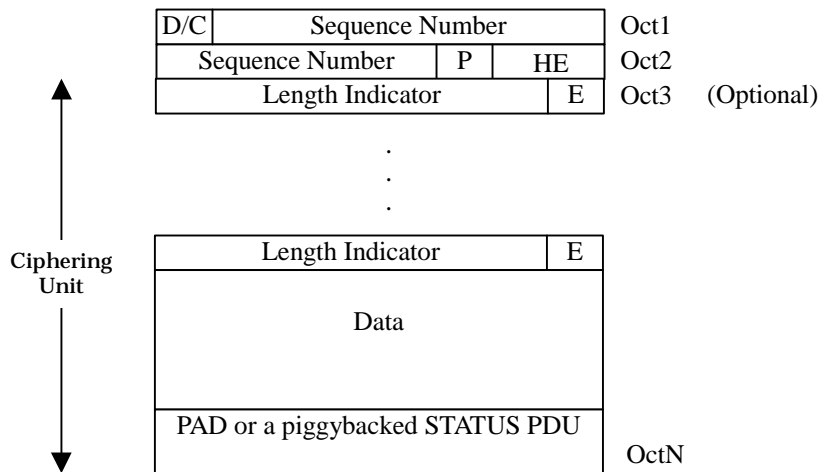 D/C Sequence Number Oct1
Sequence Number P HE Oct2
Length Indicator E Oct3 (Optional)
.
.
.
Length Indicator E
Ciphering
Unit
Data
PAD or a piggybacked STATUS PDU
OctN